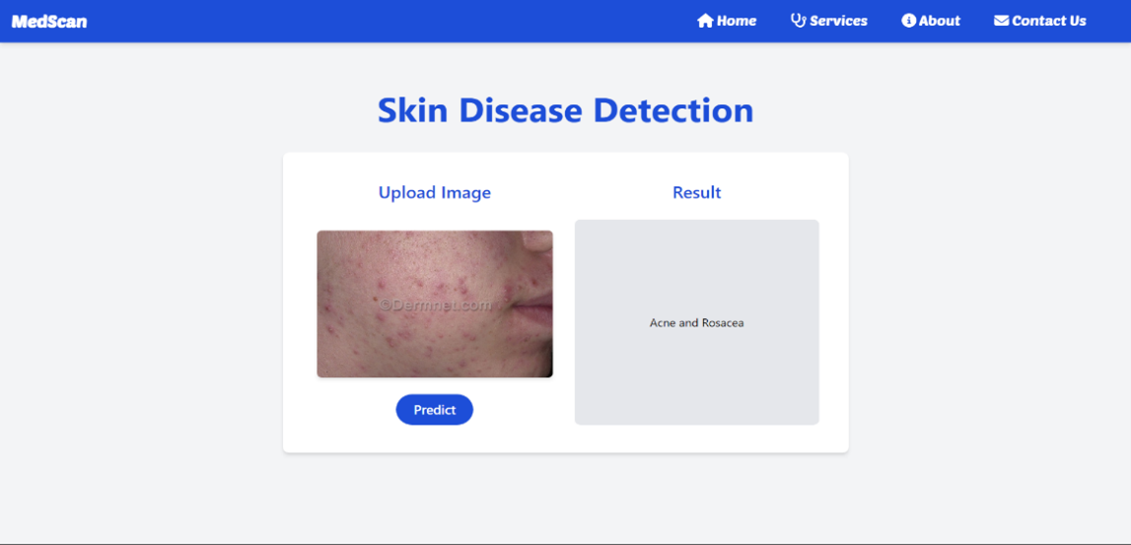 MedScan
Home Services About Contact Us
Skin Disease Detection
Upload Image
Result
©Dermnet.com
Acne and Rosacea
Predict